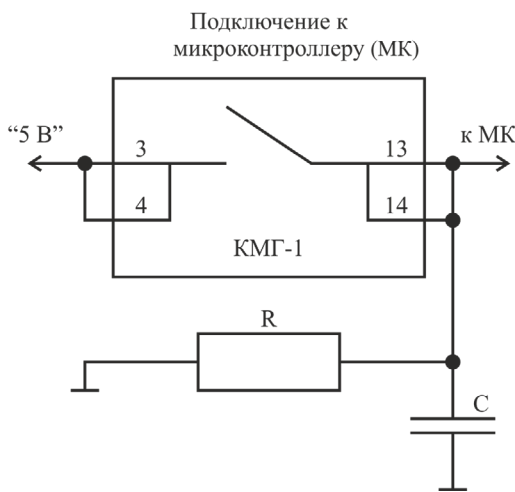 Подключение к
микроконтроллеру (МК)
“5 В”
3
13
к МК
4
14
КМГ-1
R
C